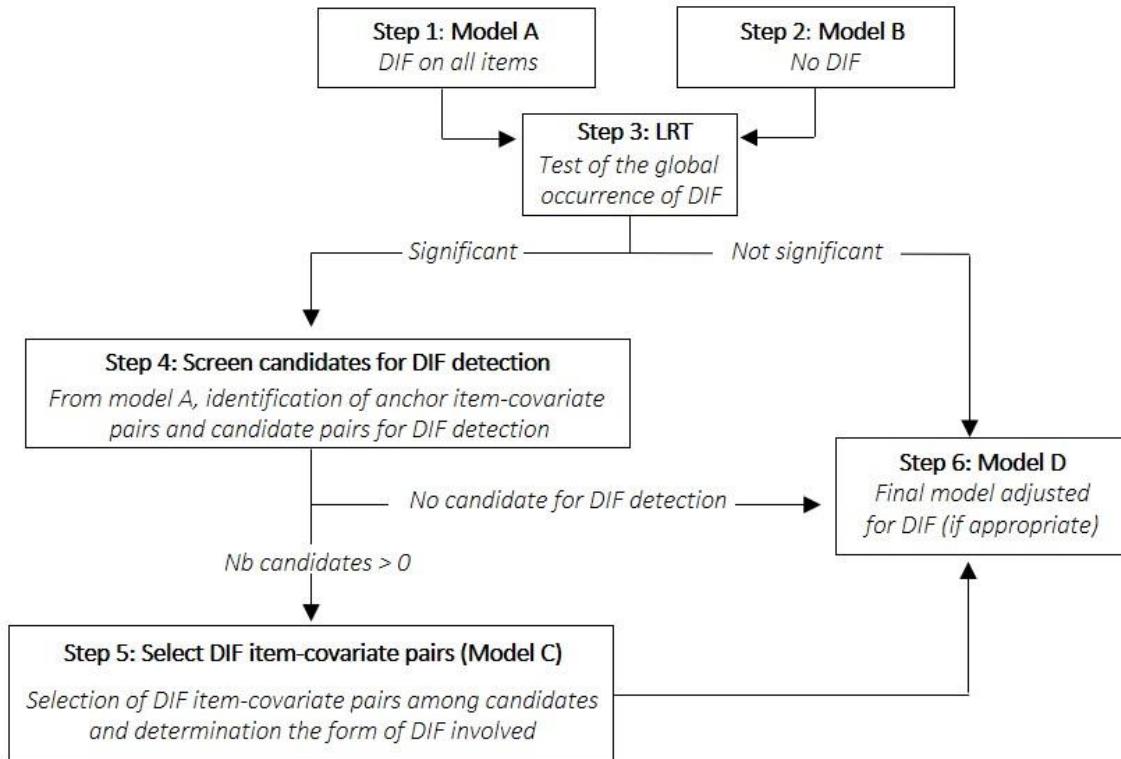 Step 1: Model A
DIF on all items
Step 2: Model B
No DIF
Step 3: LRT
Test of the global
occurrence of DIF
Significant
Not significant
Step 4: Screen candidates for DIF detection
From model A, identification of anchor item-covariate
pairs and candidate pairs for DIF detection
No candidate for DIF detection
Nb candidates > 0
Step 5: Select DIF item-covariate pairs (Model C)
Selection of DIF item-covariate pairs among candidates
and determination the form of DIF involved
Step 6: Model D
Final model adjusted
for DIF (if appropriate)